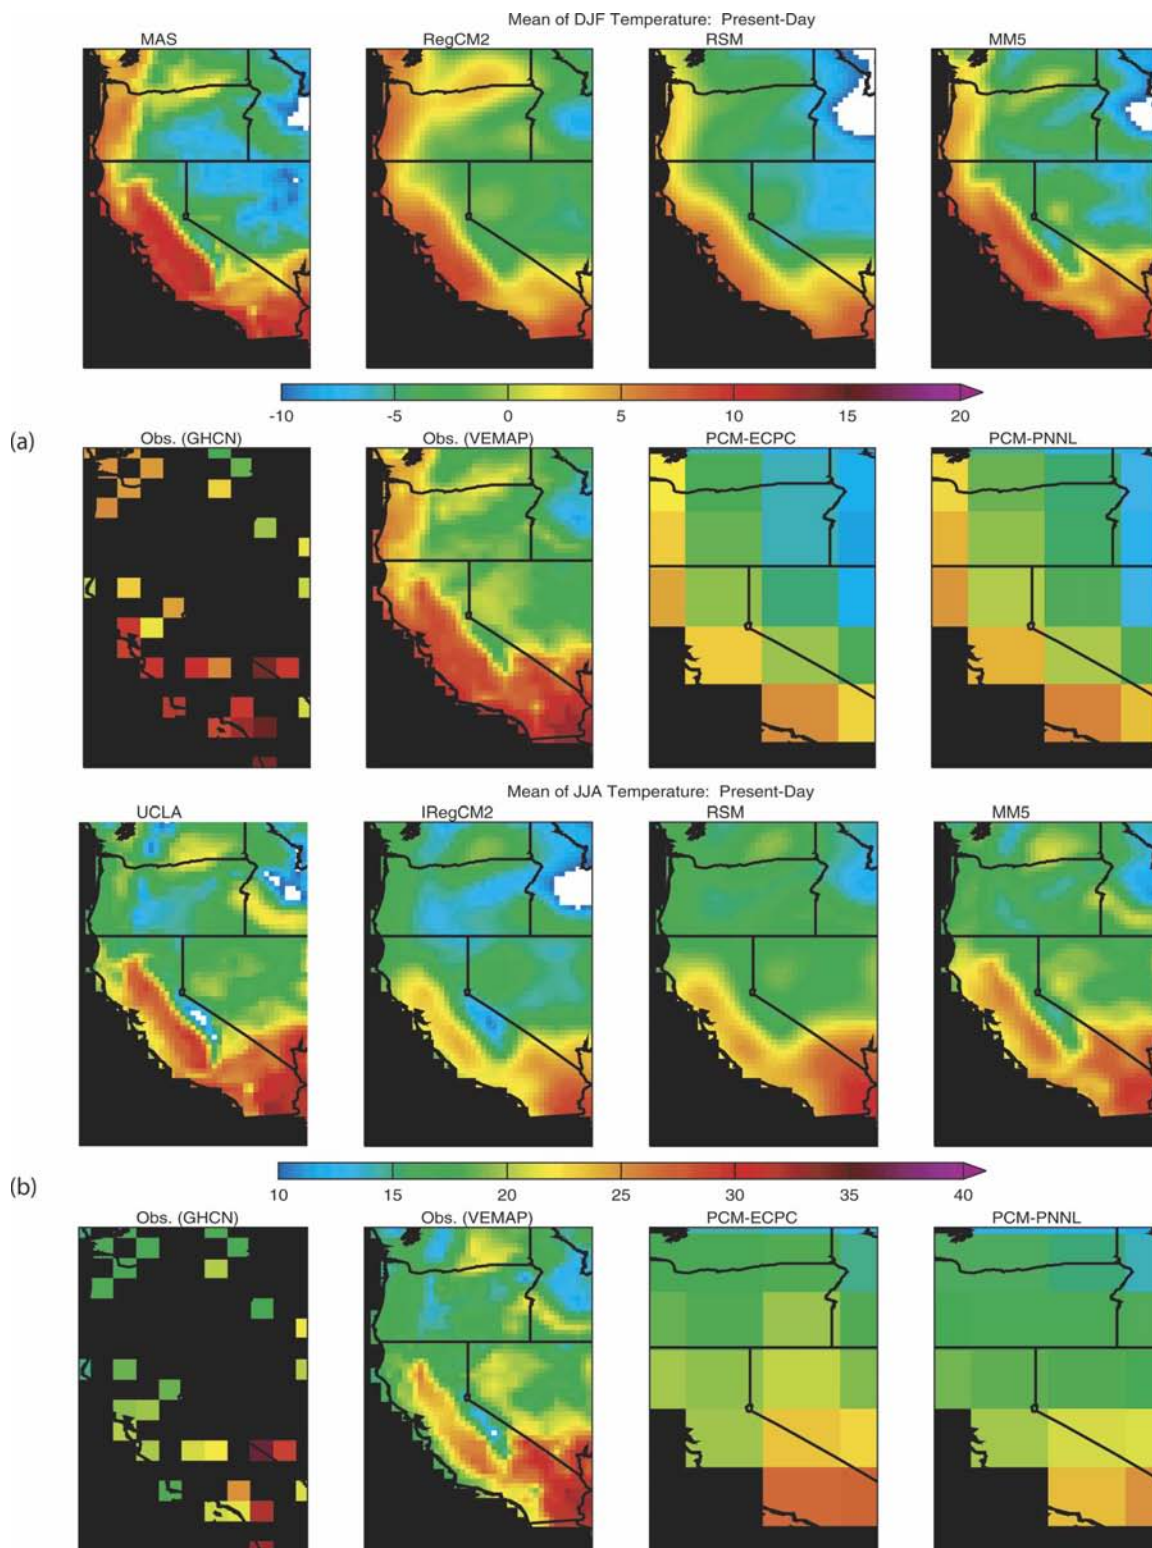 Mean of DJF Temperature: Present-Day
MAS RegCM2 RSM MM5
-10 -5 0 5 10 15 20
(a)
Obs. (GHCN) Obs. (VEMAP) PCM-ECPC PCM-PNNL
Mean of JJA Temperature: Present-Day
UCLA IRegCM2 RSM MM5
10 15 20 25 30 35 40
(b)
Obs. (GHCN) Obs. (VEMAP) PCM-ECPC PCM-PNNL